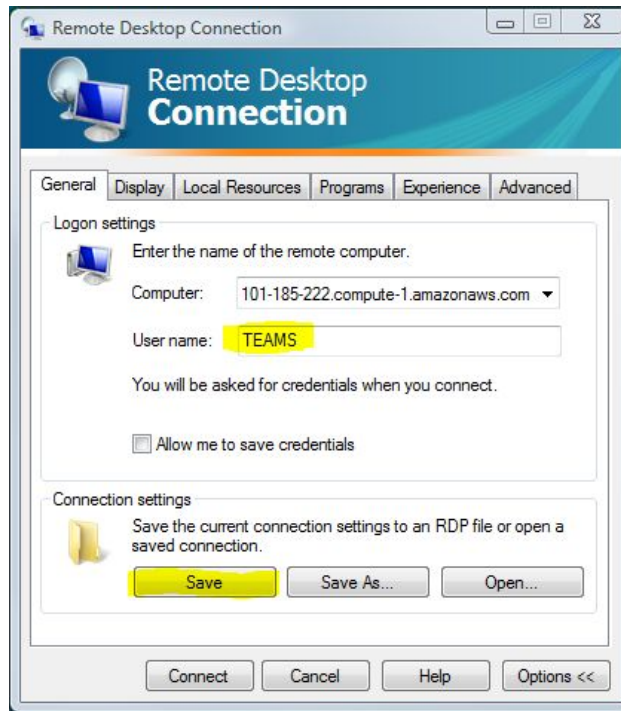 Remote Desktop Connection
Remote Desktop
Connection
General Display Local Resources Programs Experience Advanced
Logon settings
Enter the name of the remote computer.
Computer: 101-185-222.compute-1.amazonaws.com
User name: TEAMS
You will be asked for credentials when you connect.
Allow me to save credentials
Connection settings
Save the current connection settings to an RDP file or open a
saved connection.
Save Save As... Open...
Connect Cancel Help Options <<